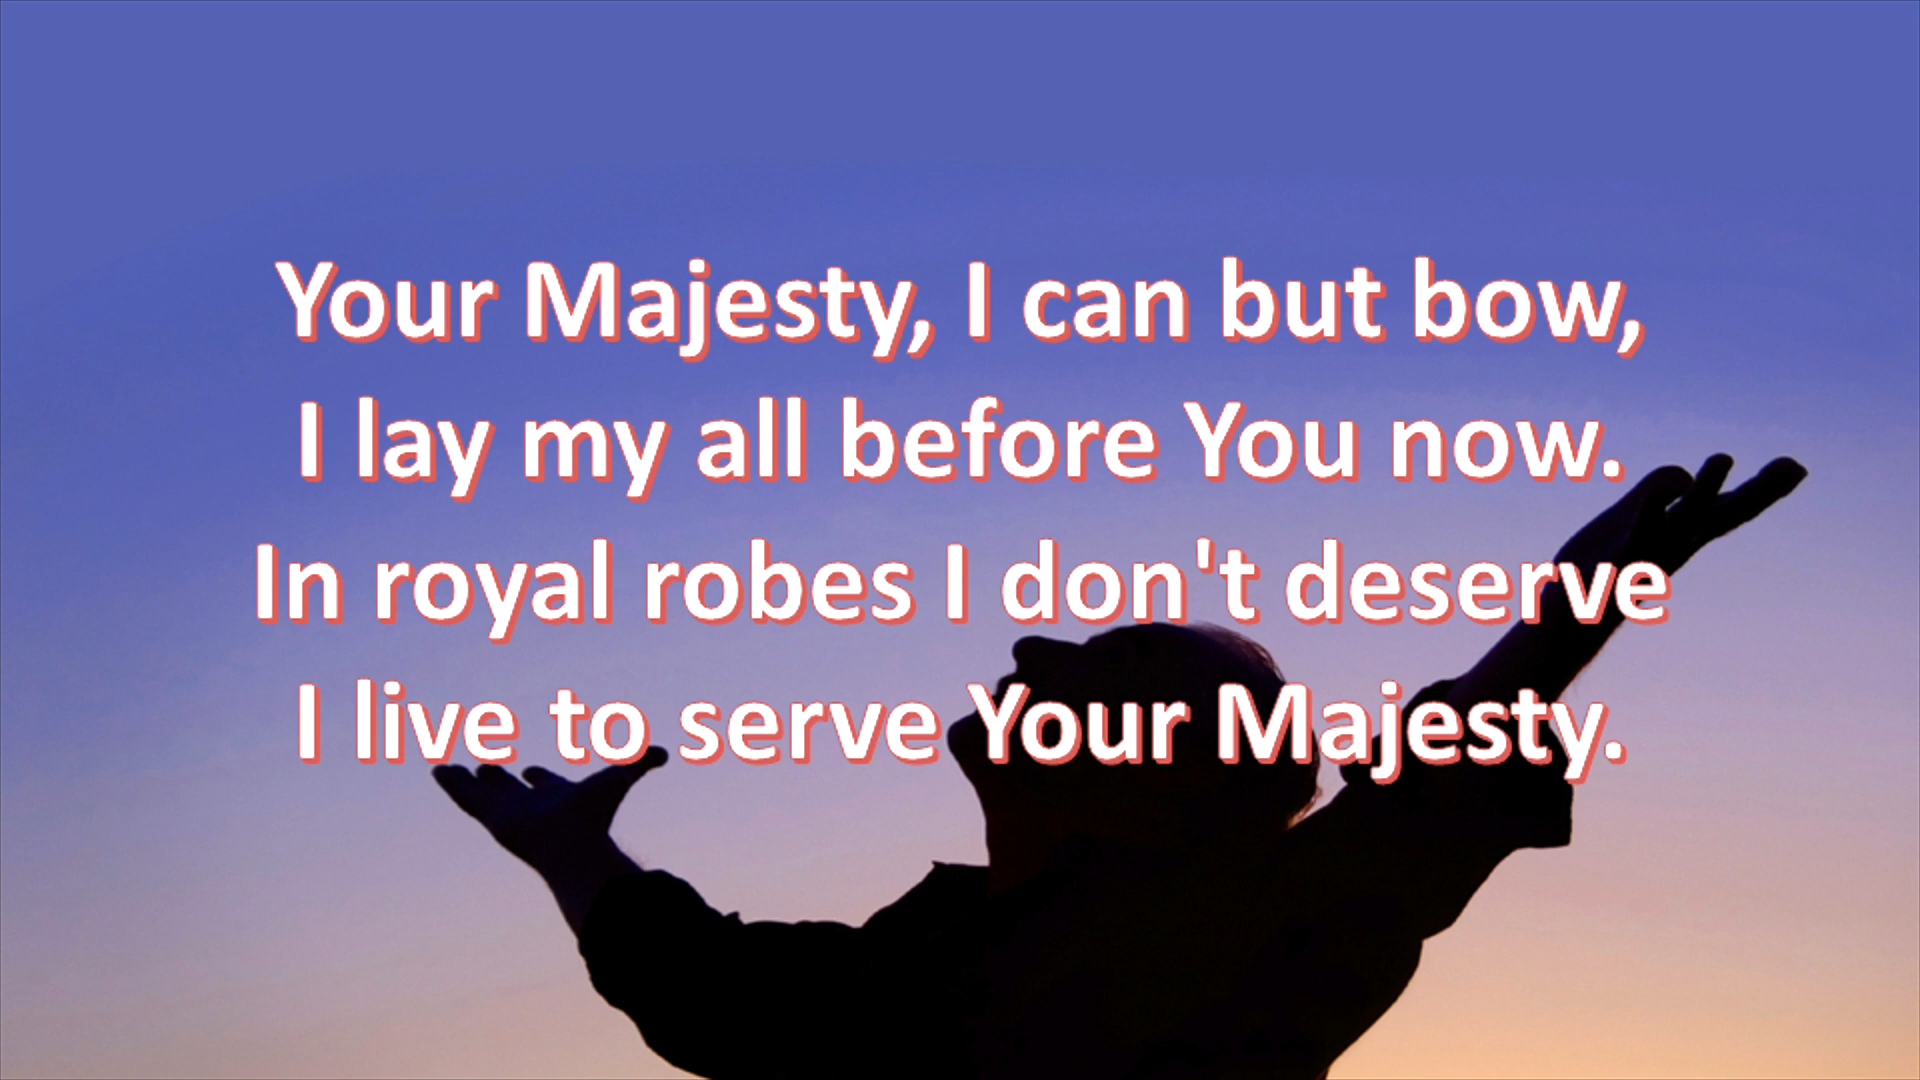 Your Majesty, I can but bow,
I lay my all before You now.
In royal robes I don't deserve
I live to serve Your Majesty.